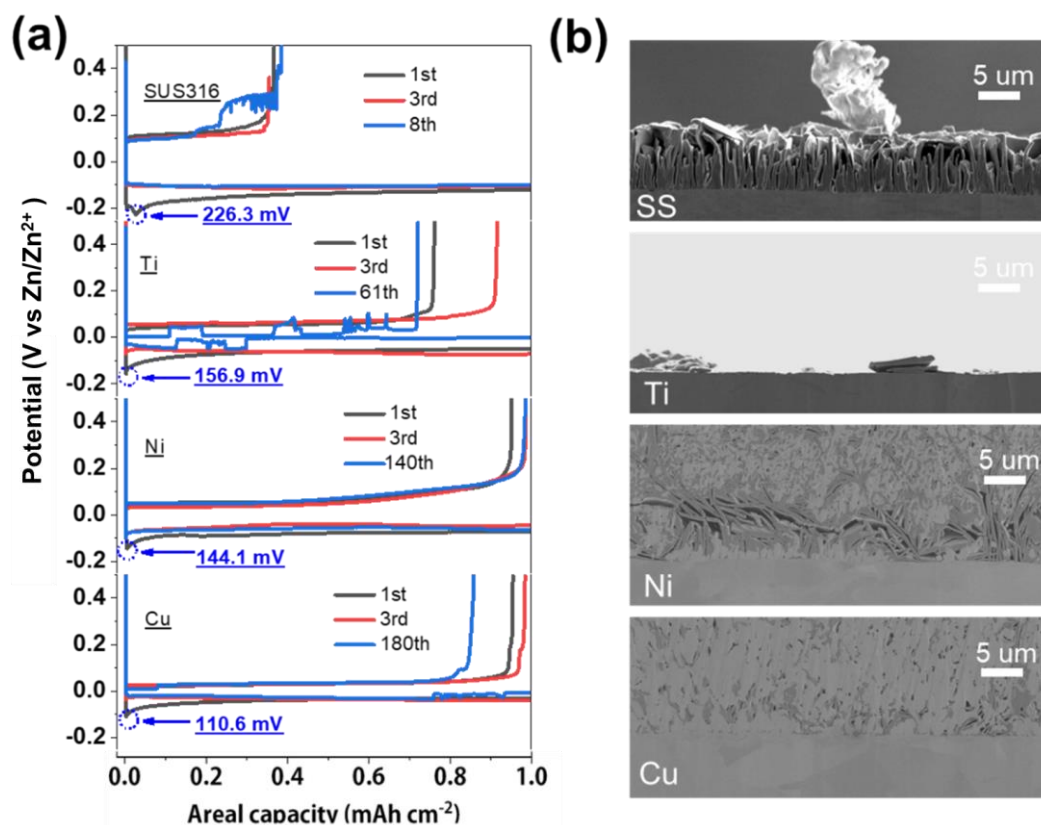 (a)
Potential (V vs Zn/Zn²⁺)
0.4
0.2
0.0
-0.2
SUS316
1st
3rd
8th
226.3 mV
0.4
0.2
0.0
-0.2
Ti
1st
3rd
61th
156.9 mV
0.4
0.2
0.0
-0.2
Ni
1st
3rd
140th
144.1 mV
0.4
0.2
0.0
-0.2
Cu
1st
3rd
180th
110.6 mV
0.0 0.2 0.4 0.6 0.8 1.0
Areal capacity (mAh cm⁻²)
(b)
5 um
SS
5 um
Ti
5 um
Ni
5 um
Cu